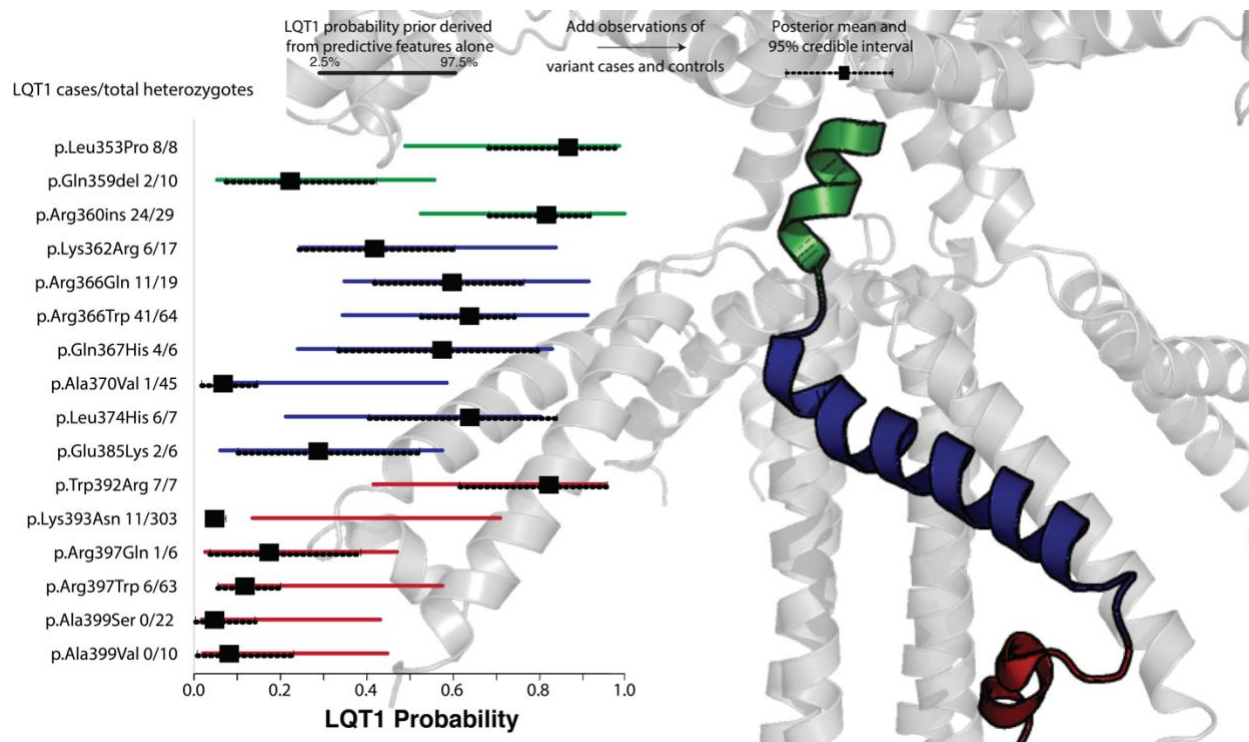 LQT1 probability prior derived
from predictive features alone
2.5% 97.5%
Add observations of
variant cases and controls
Posterior mean and
95% credible interval
LQT1 cases/total heterozygotes
p.Leu353Pro 8/8
p.Gln359del 2/10
p.Arg360ins 24/29
p.Lys362Arg 6/17
p.Arg366Gln 11/19
p.Arg366Trp 41/64
p.Gln367His 4/6
p.Ala370Val 1/45
p.Leu374His 6/7
p.Glu385Lys 2/6
p.Trp392Arg 7/7
p.Lys393Asn 11/303
p.Arg397Gln 1/6
p.Arg397Trp 6/63
p.Ala399Ser 0/22
p.Ala399Val 0/10
0.0 0.2 0.4 0.6 0.8 1.0
LQT1 Probability